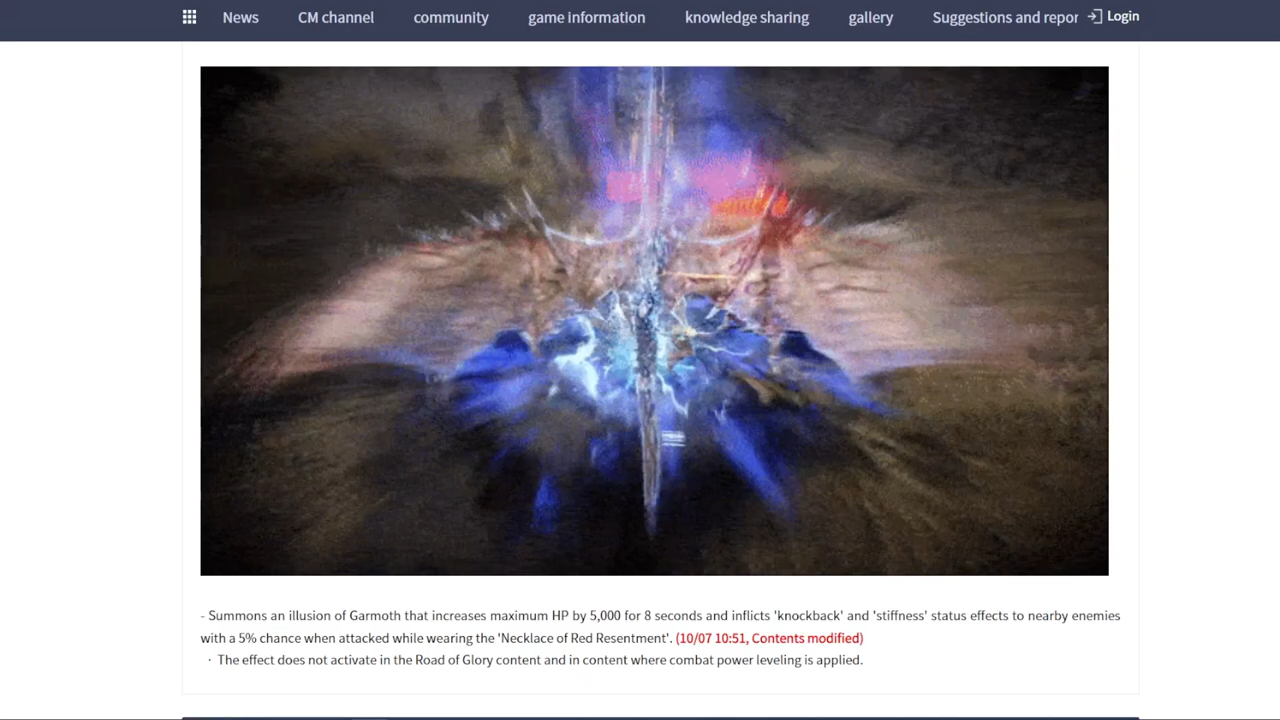 News CM channel community game information knowledge sharing gallery Suggestions and repor Login
- Summons an illusion of Garmoth that increases maximum HP by 5,000 for 8 seconds and inflicts 'knockback' and 'stiffness' status effects to nearby enemies
with a 5% chance when attacked while wearing the 'Necklace of Red Resentment'. (10/07 10:51, Contents modified)
· The effect does not activate in the Road of Glory content and in content where combat power leveling is applied.